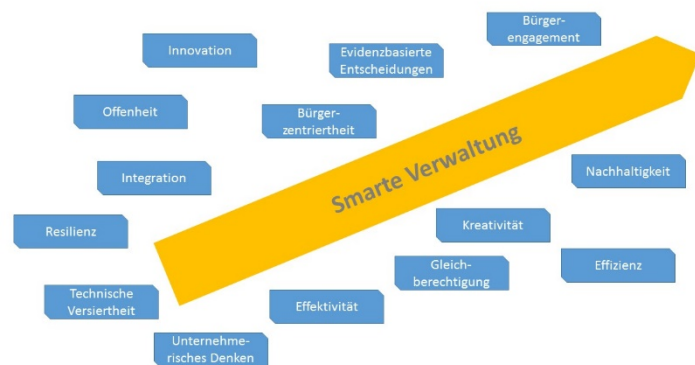 Bürger-
engagement
Innovation
Evidenzbasierte
Entscheidungen
Offenheit
Bürger-
zentriertheit
Smarte Verwaltung
Integration
Nachhaltigkeit
Resilienz
Kreativität
Gleich-
berechtigung
Effizienz
Technische
Versiertheit
Effektivität
Unternehme-
risches Denken